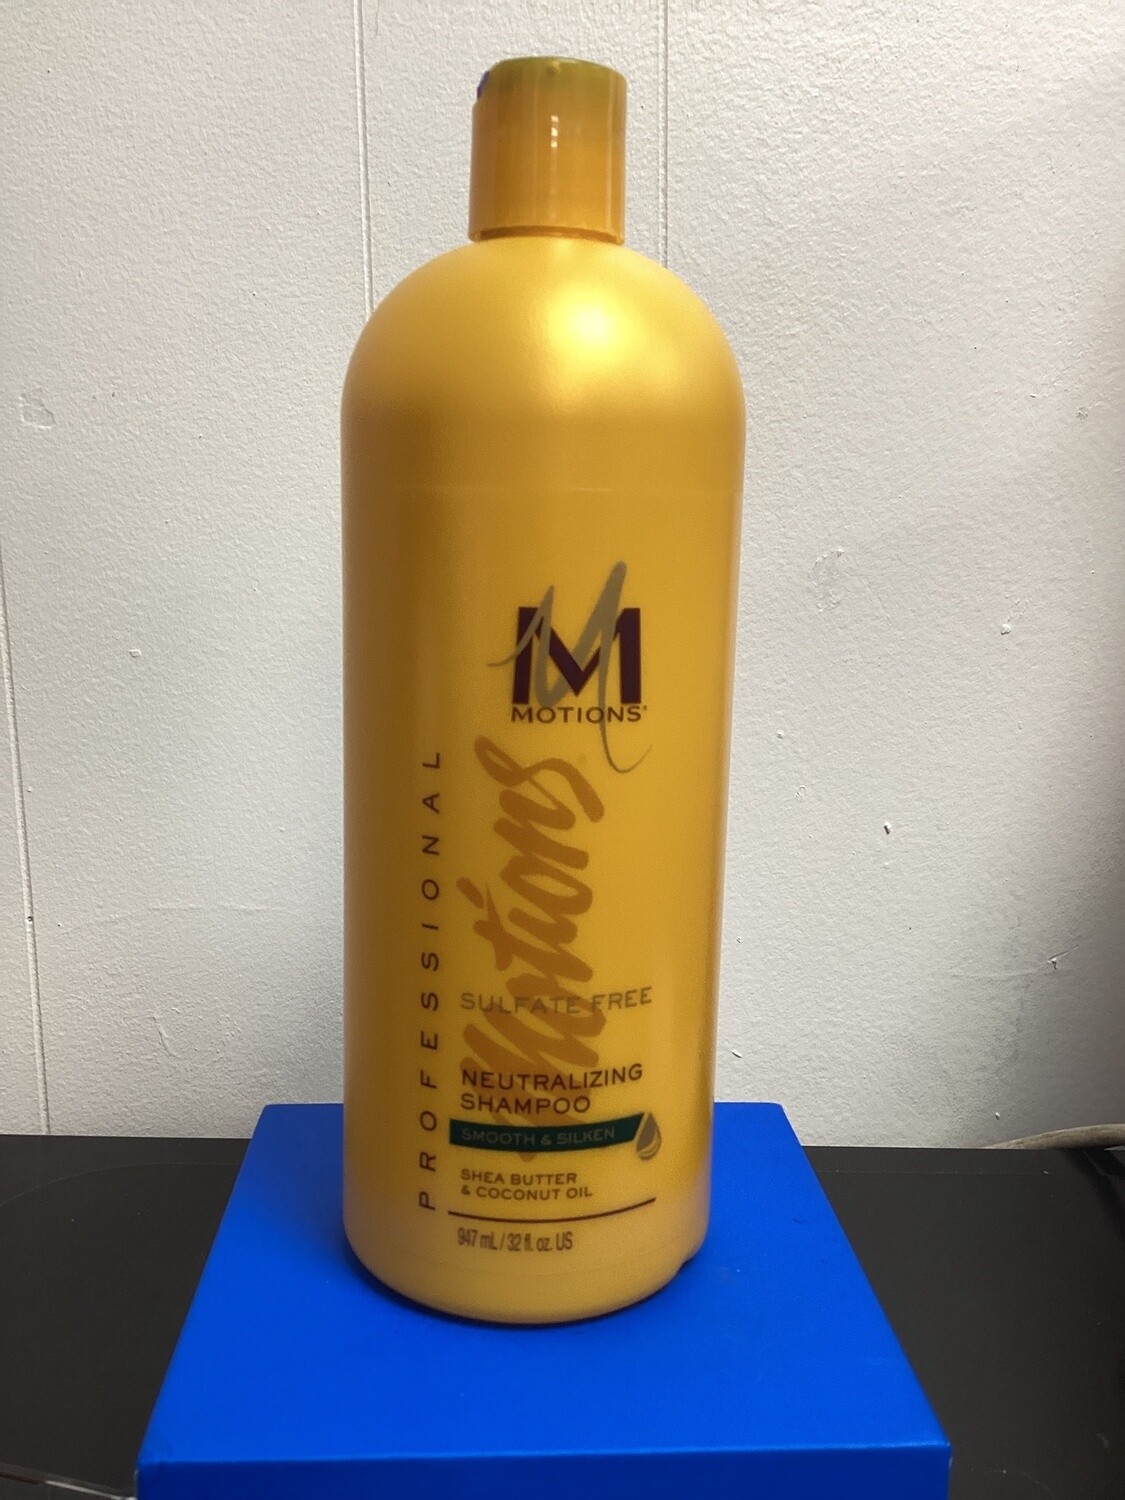 M
MOTIONS®
Motions
PROFESSIONAL
SULFATE FREE
NEUTRALIZING
SHAMPOO
SMOOTH & SILKEN
SHEA BUTTER
& COCONUT OIL
947 mL / 32 fl. oz. US